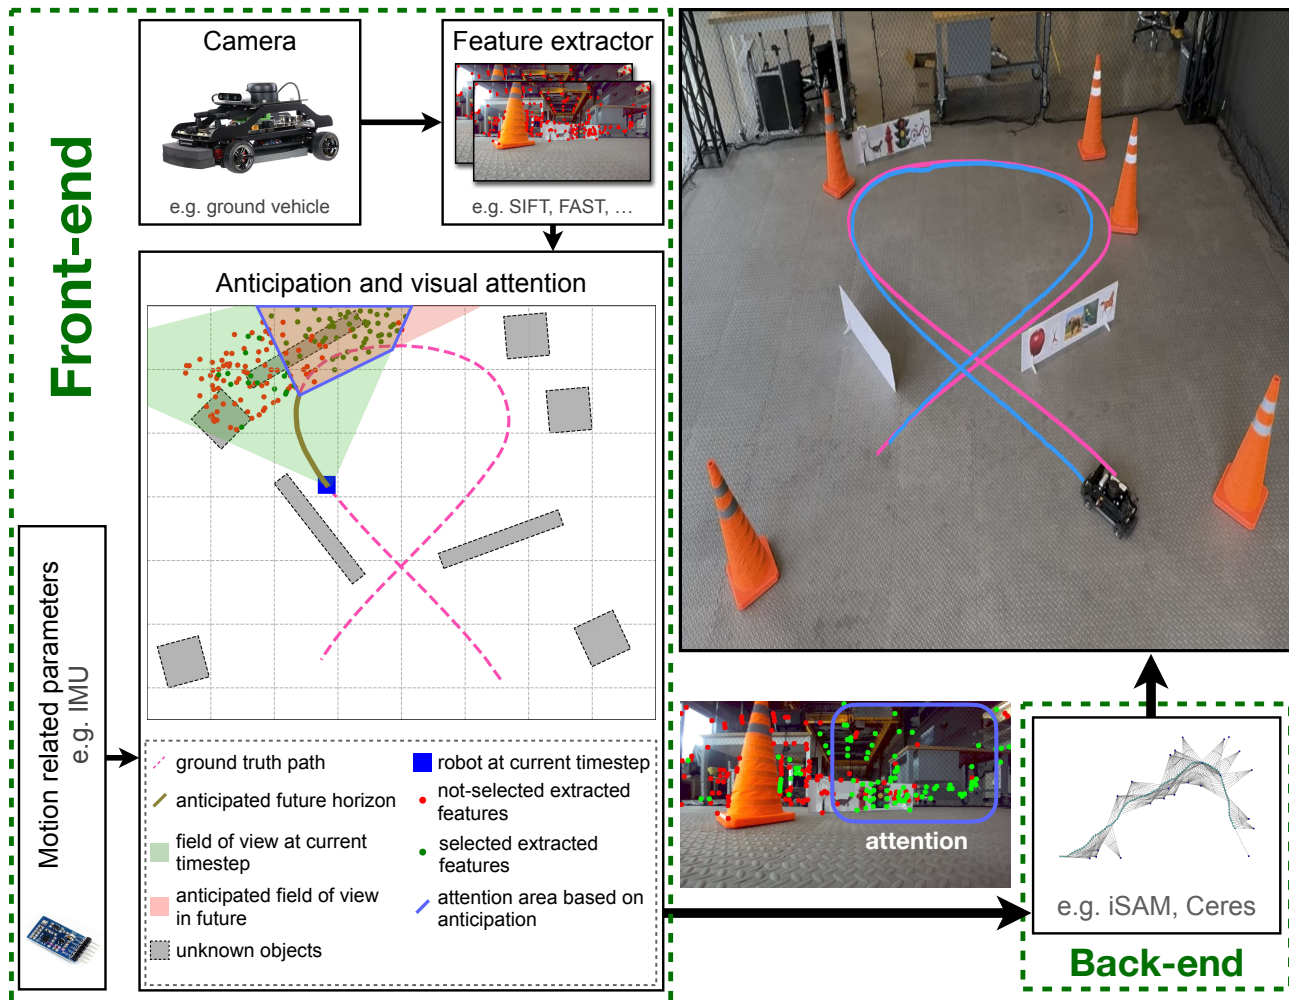 Front-end
Camera
e.g. ground vehicle
Feature extractor
e.g. SIFT, FAST, ...
Anticipation and visual attention
Motion related parameters
e.g. IMU
ground truth path
anticipated future horizon
field of view at current
timestep
anticipated field of view
in future
unknown objects
robot at current timestep
not-selected extracted
features
selected extracted
features
attention area based on
anticipation
attention
e.g. iSAM, Ceres
Back-end